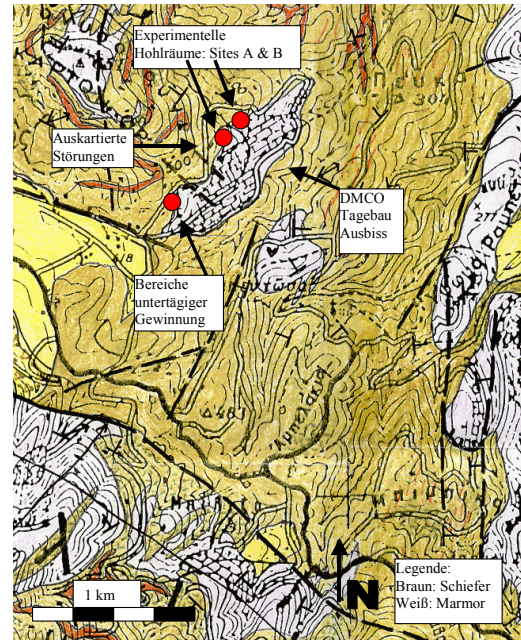 Experimentelle
Hohlräume: Sites A & B
Auskartierte
Störungen
DMCO
Tagebau
Ausbiss
Bereiche
untertägiger
Gewinnung
Legende:
Braun: Schiefer
Weiß: Marmor
N
1 km